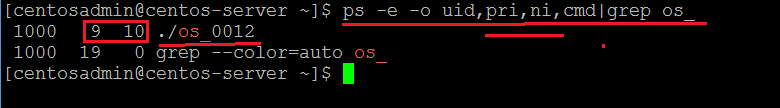 [centosadmin@centos-server ~]$ ps -e -o uid,pri,ni,cmd|grep os_
1000 9 10 ./os_0012
1000 19 0 grep --color=auto os_
[centosadmin@centos-server ~]$